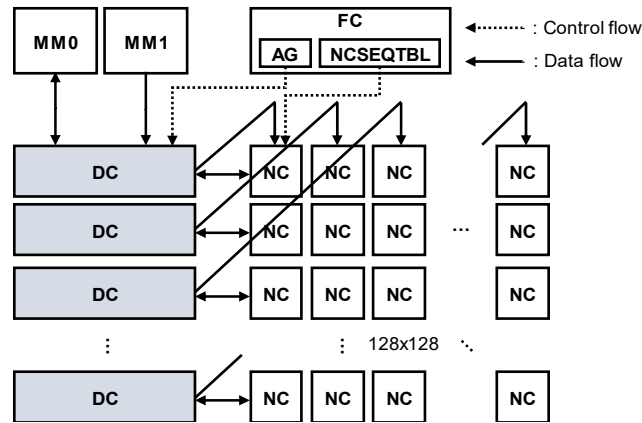 MM0 MM1 FC
AG NCSEQTBL
: Control flow
: Data flow
DC NC NC NC NC
DC NC NC NC ... NC
DC NC NC NC NC
128x128
DC NC NC NC NC